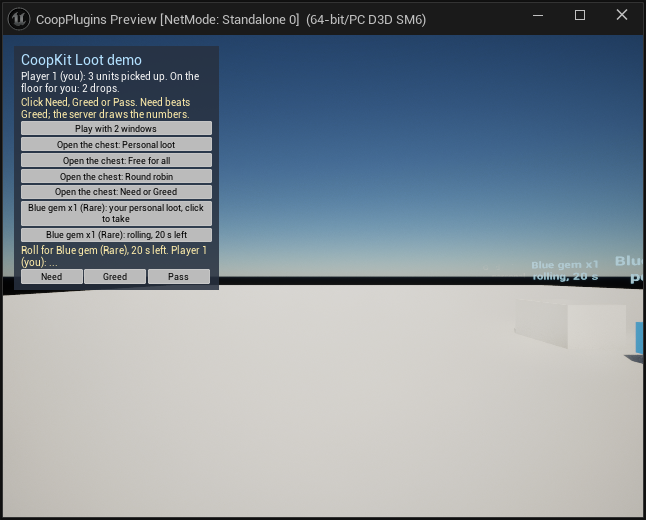 CoopPlugins Preview [NetMode: Standalone 0] (64-bit/PC D3D SM6)
CoopKit Loot demo
Player 1 (you): 3 units picked up. On the
floor for you: 2 drops.
Click Need, Greed or Pass. Need beats
Greed; the server draws the numbers.
Play with 2 windows
Open the chest: Personal loot
Open the chest: Free for all
Open the chest: Round robin
Open the chest: Need or Greed
Blue gem x1 (Rare): your personal loot, click
to take
Blue gem x1 (Rare): rolling, 20 s left
Roll for Blue gem (Rare), 20 s left. Player 1
(you): ...
Need Greed Pass
Blue gem x1
rolling, 20 s